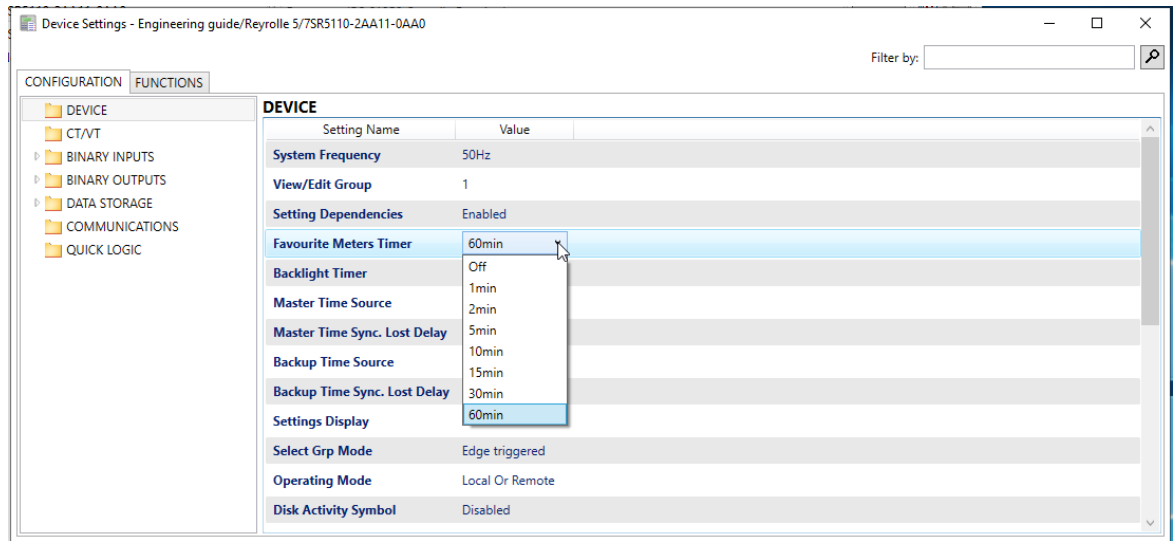 Device Settings - Engineering guide/Reyrolle 5/7SR5110-2AA11-0AA0
Filter by:
CONFIGURATION FUNCTIONS
DEVICE
CT/VT
BINARY INPUTS
BINARY OUTPUTS
DATA STORAGE
COMMUNICATIONS
QUICK LOGIC
DEVICE
Setting Name Value
System Frequency 50Hz
View/Edit Group 1
Setting Dependencies Enabled
Favourite Meters Timer 60min
Backlight Timer
Master Time Source
Master Time Sync. Lost Delay
Backup Time Source
Backup Time Sync. Lost Delay
Settings Display
Off
1min
2min
5min
10min
15min
30min
60min
Select Grp Mode Edge triggered
Operating Mode Local Or Remote
Disk Activity Symbol Disabled